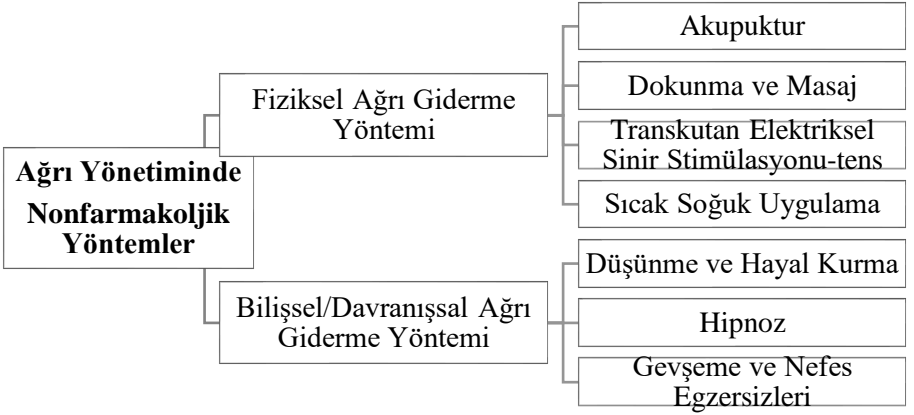 Ağrı Yönetiminde
Nonfarmakoljik
Yöntemler
Fiziksel Ağrı Giderme
Yöntemi
Akupuktur
Dokunma ve Masaj
Transkutan Elektriksel
Sinir Stimülasyonu-tens
Sıcak Soğuk Uygulama
Bilişsel/Davranışsal Ağrı
Giderme Yöntemi
Düşünme ve Hayal Kurma
Hipnoz
Gevşeme ve Nefes
Egzersizleri